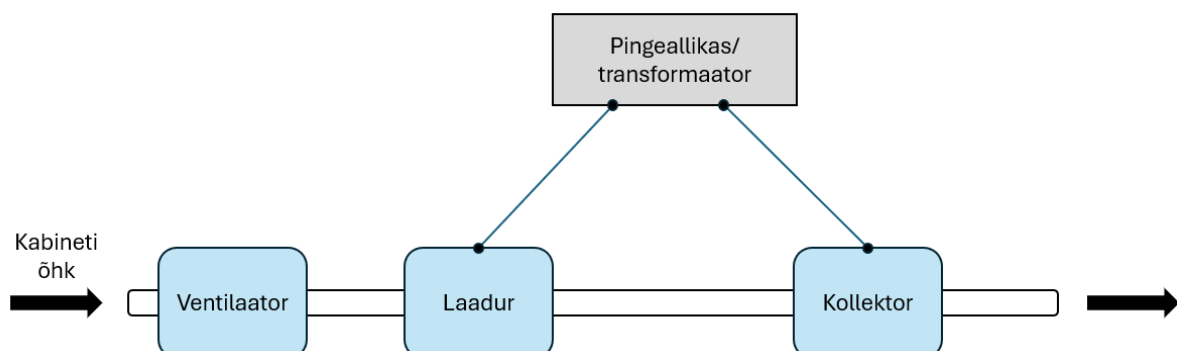 Pingeallikas/
transformaator
Kabineti
õhk
Ventilaator
Laadur
Kollektor